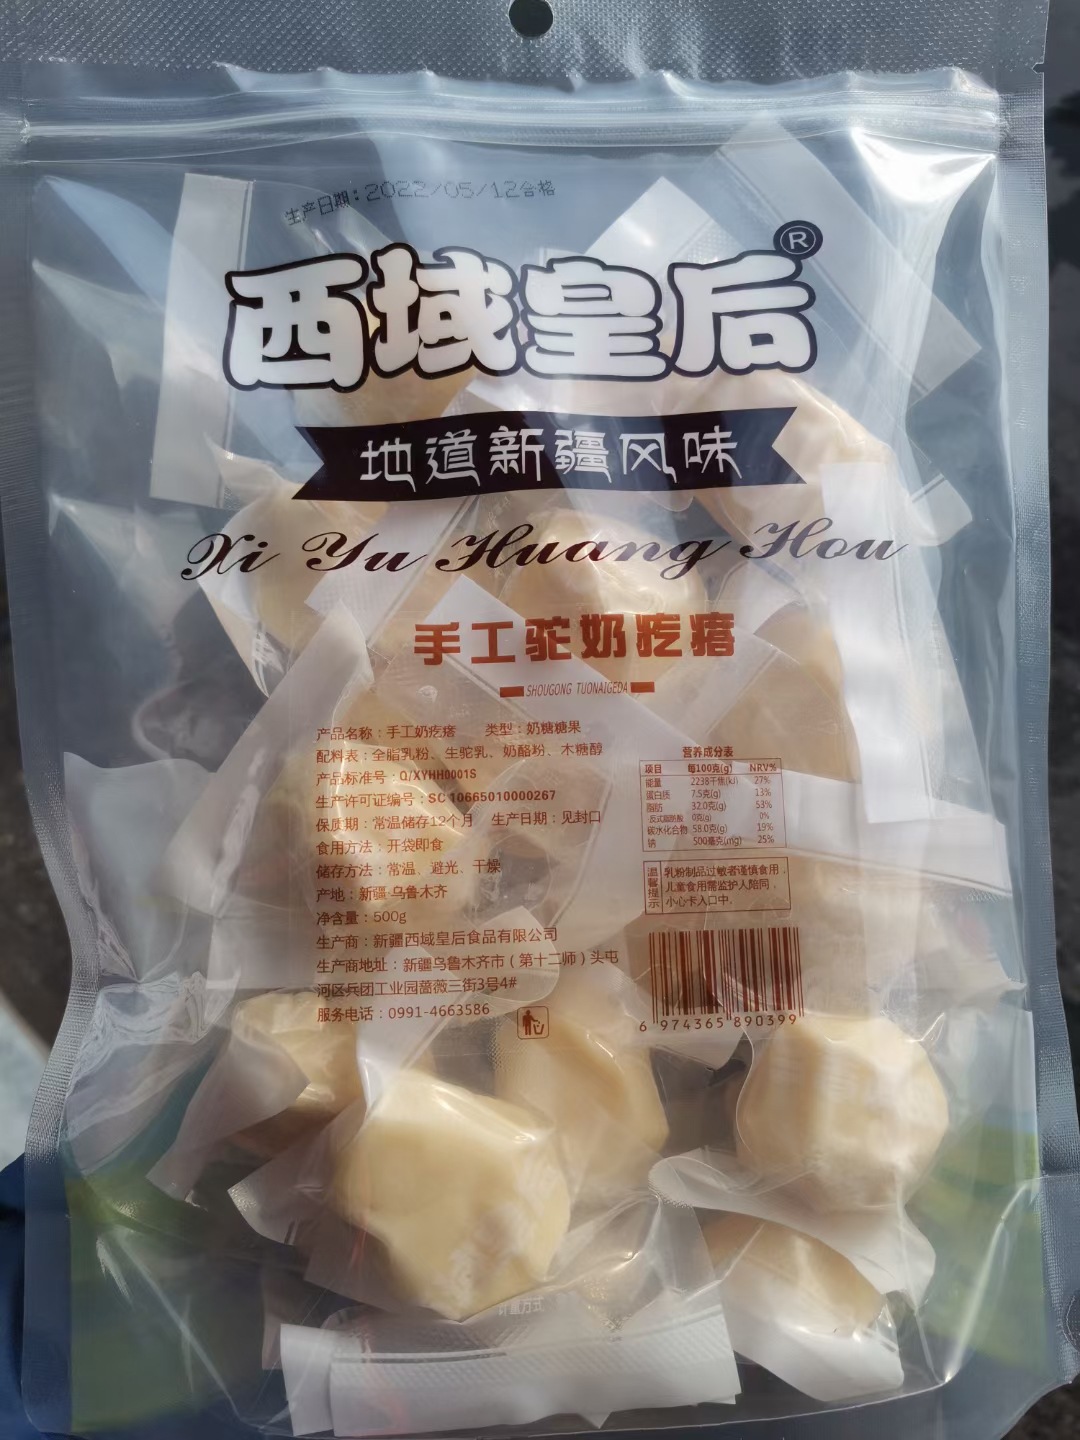 生产日期：2022/05/12合格
西域皇后®
地道新疆风味
Xi Yu Huang Hou
手工驼奶疙瘩
SHOUGONG TUONAIGEDA
产品名称：手工奶疙瘩 类型：奶糖糖果
配料表：全脂乳粉、生驼乳、奶酪粉、木糖醇
产品标准号：Q/XYHH0001S
生产许可证编号：SC10665010000267
保质期：常温储存12个月 生产日期：见封口
食用方法：开袋即食
储存方法：常温、避光、干燥
产地：新疆·乌鲁木齐
净含量：500g
生产商：新疆西域皇后食品有限公司
生产商地址：新疆乌鲁木齐市（第十二师）头屯
河区兵团工业园蔷薇三街3号4#
服务电话：0991-4663586
营养成分表
项目 每100克(g) NRV%
能量 2238千焦(kJ) 27%
蛋白质 7.5克(g) 13%
脂肪 32.0克(g) 53%
-反式脂肪酸 0克(g) 0%
碳水化合物 58.0克(g) 19%
钠 500毫克(mg) 25%
温馨提示
乳粉制品过敏者谨慎食用，
儿童食用需监护人陪同，
小心卡入口中.
6 974365 890399
计量方式